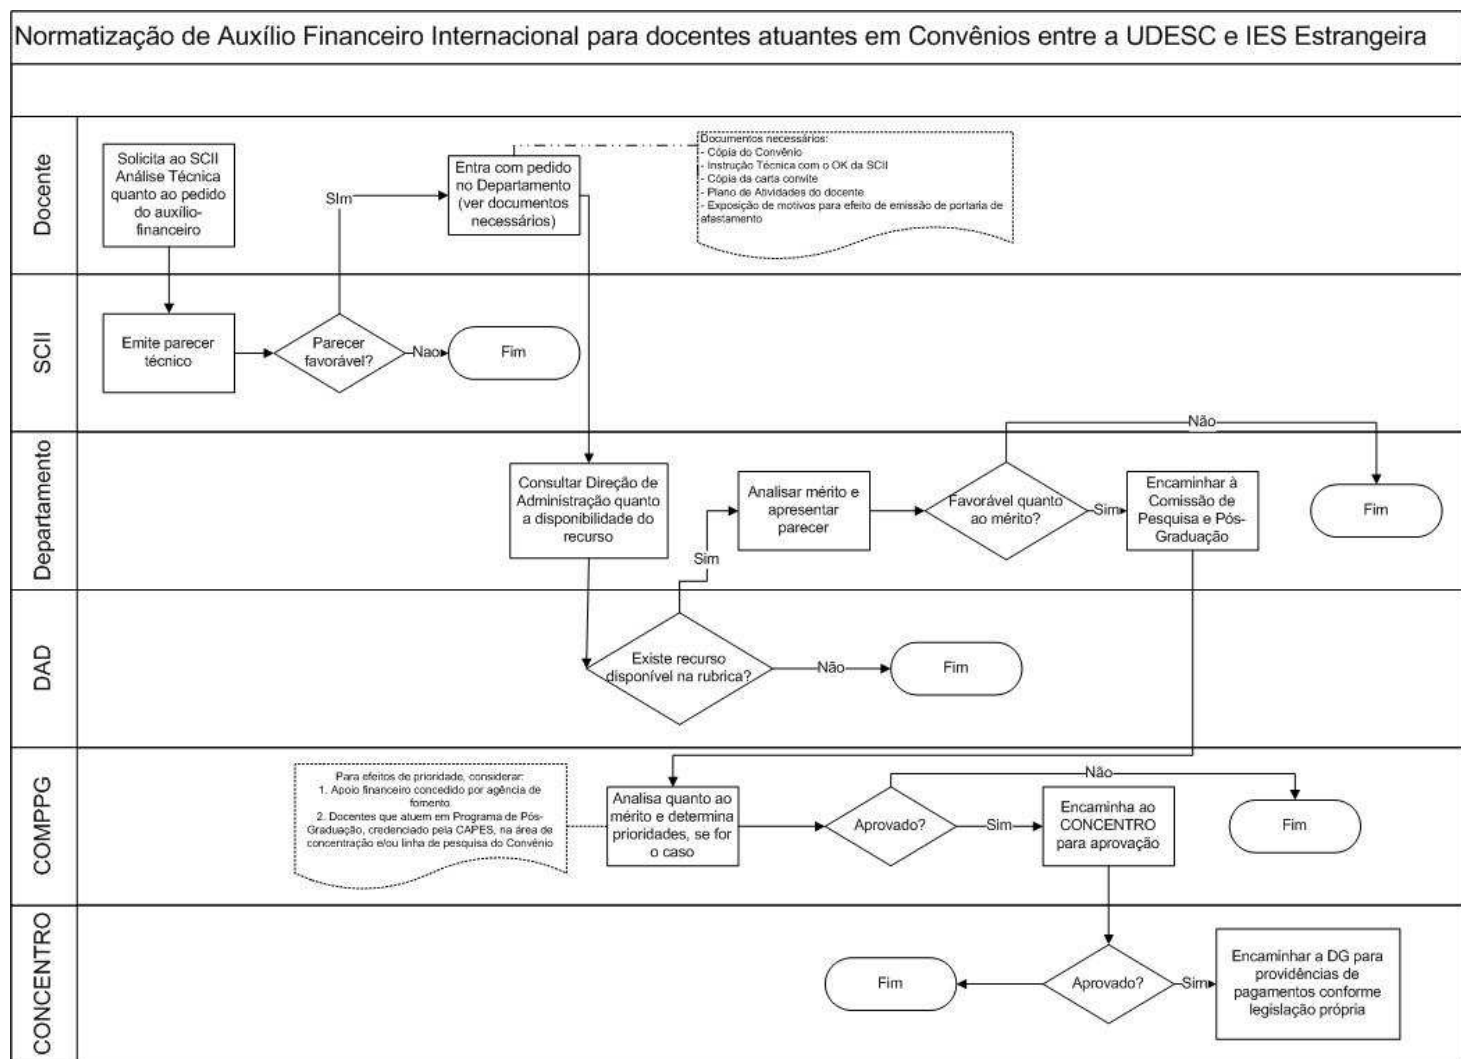 Normatização de Auxílio Financeiro Internacional para docentes atuantes em Convênios entre a UDESC e IES Estrangeira
Docente
Solicita ao SCII
Análise Técnica
quanto ao pedido
do auxílio-
financeiro
SIm
Entra com pedido
no Departamento
(ver documentos
necessários)
Documentos necessários:
- Cópia do Convênio
- Instrução Técnica com o OK da SCII
- Cópia da carta convite
- Plano de Atividades do docente
- Exposição de motivos para efeito de emissão de portaria de
afastamento
SCII
Emite parecer
técnico
Parecer
favorável?
Nao
Fim
Departamento
Consultar Direção de
Administração quanto
a disponibilidade do
recurso
Sim
Analisar mérito e
apresentar
parecer
Favorável quanto
ao mérito?
Não
Sim
Encaminhar à
Comissão de
Pesquisa e Pós-
Graduação
Fim
DAD
Existe recurso
disponível na rubrica?
Não
Fim
COMPPG
Para efeitos de prioridade, considerar:
1. Apoio financeiro concedido por agência de
fomento
2. Docentes que atuem em Programa de Pós-
Graduação, credenciado pela CAPES, na área de
concentração e/ou linha de pesquisa do Convênio
Analisa quanto ao
mérito e determina
prioridades, se for
o caso
Aprovado?
Não
Sim
Encaminha ao
CONCENTRO
para aprovação
Fim
CONCENTRO
Fim
Aprovado?
Sim
Encaminhar a DG para
providências de
pagamentos conforme
legislação própria